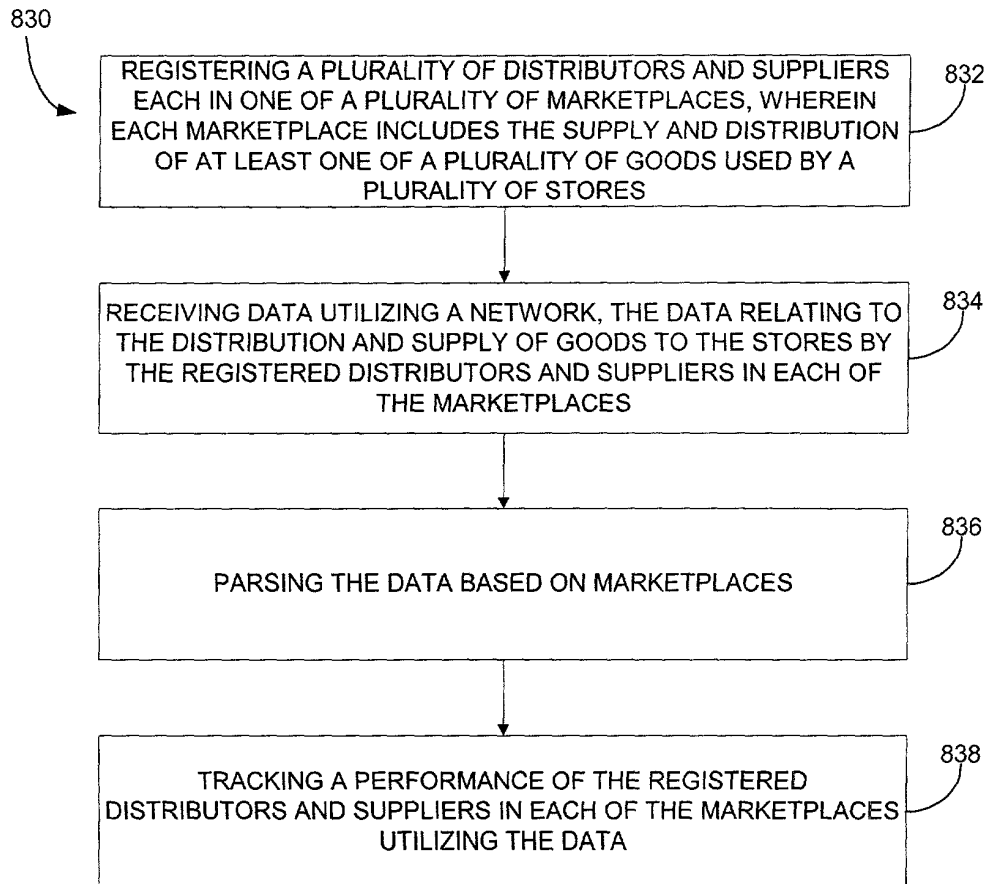 830
REGISTERING A PLURALITY OF DISTRIBUTORS AND SUPPLIERS
EACH IN ONE OF A PLURALITY OF MARKETPLACES, WHEREIN
EACH MARKETPLACE INCLUDES THE SUPPLY AND DISTRIBUTION
OF AT LEAST ONE OF A PLURALITY OF GOODS USED BY A
PLURALITY OF STORES
832
RECEIVING DATA UTILIZING A NETWORK, THE DATA RELATING TO
THE DISTRIBUTION AND SUPPLY OF GOODS TO THE STORES BY
THE REGISTERED DISTRIBUTORS AND SUPPLIERS IN EACH OF
THE MARKETPLACES
834
PARSING THE DATA BASED ON MARKETPLACES
836
TRACKING A PERFORMANCE OF THE REGISTERED
DISTRIBUTORS AND SUPPLIERS IN EACH OF THE MARKETPLACES
UTILIZING THE DATA
838